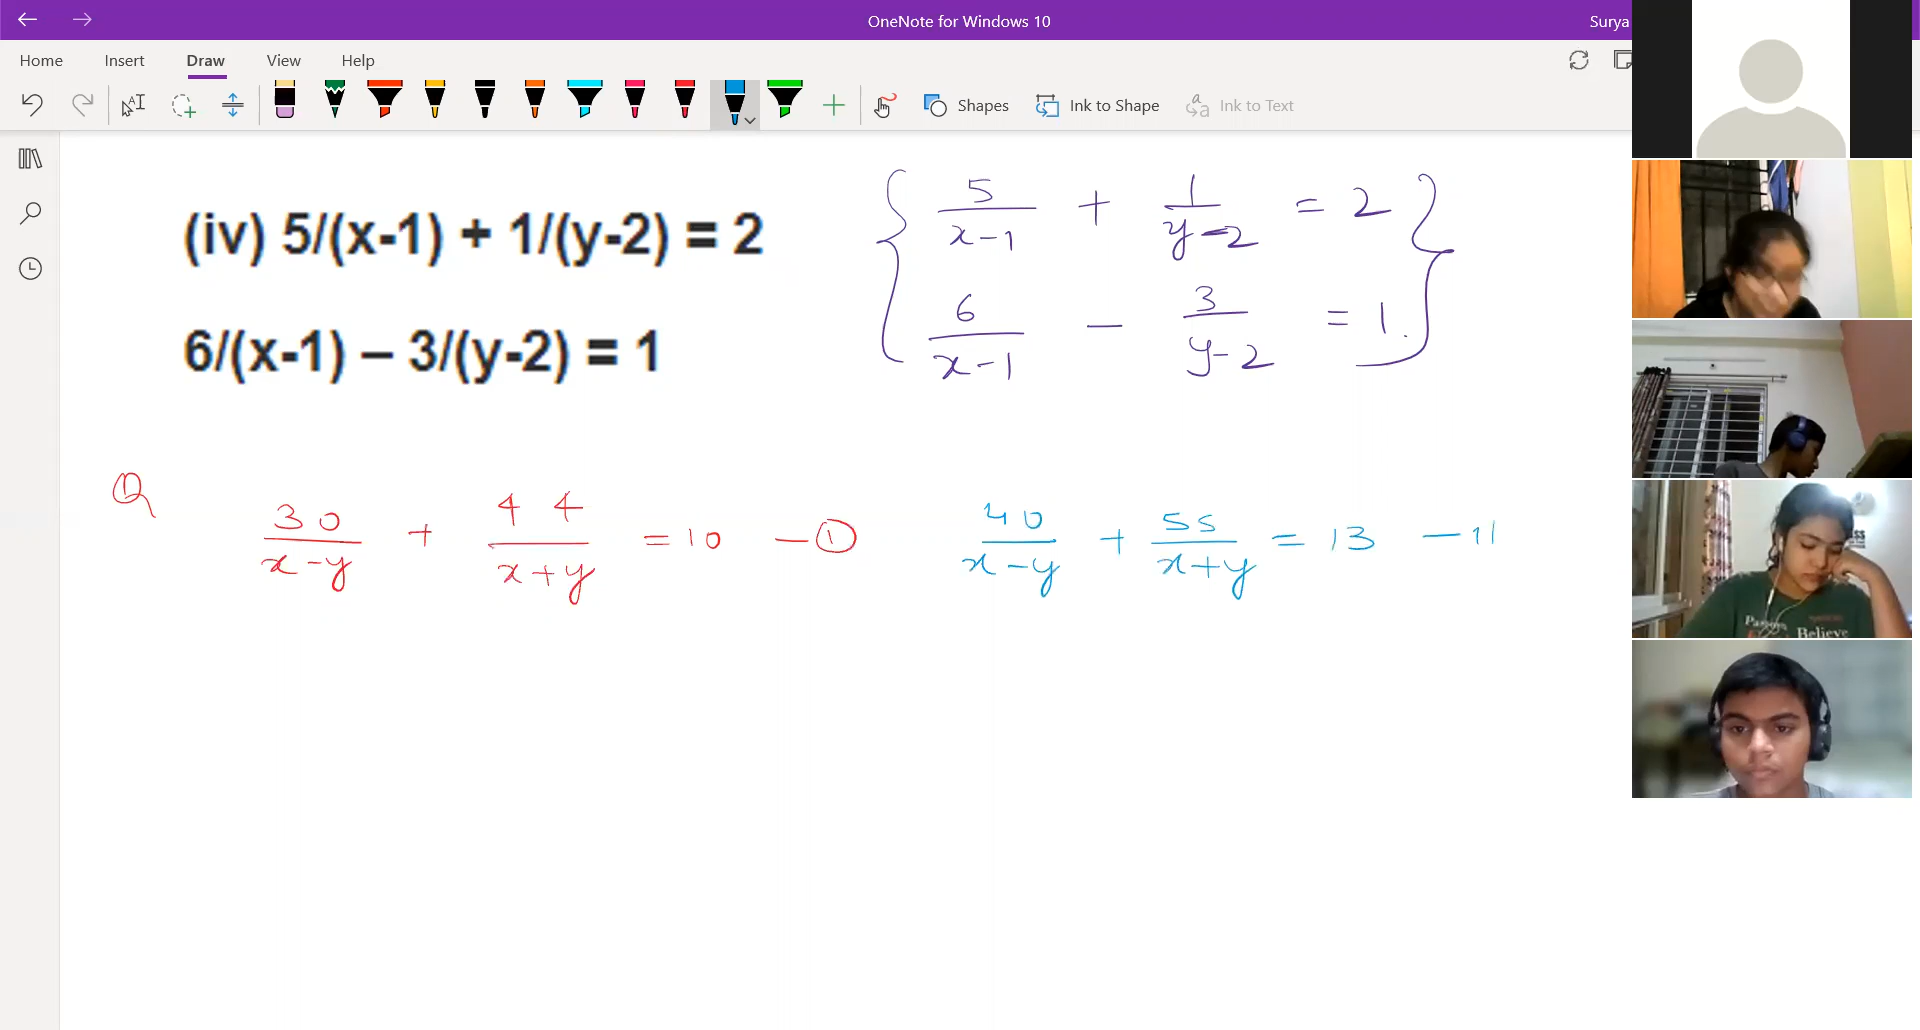 OneNote for Windows 10
Surya
Home Insert Draw View Help
Shapes Ink to Shape Ink to Text
(iv) 5/(x-1) + 1/(y-2) = 2
6/(x-1) – 3/(y-2) = 1
{ 5/(x-1) + 1/(y-2) = 2
6/(x-1) - 3/(y-2) = 1. }
Q
30/(x-y) + 44/(x+y) = 10 - ①
40/(x-y) + 55/(x+y) = 13 - 11
Believe